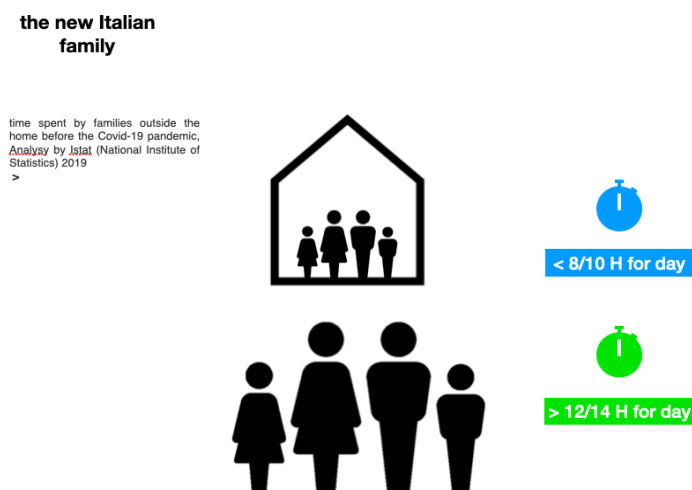 the new Italian
family
time spent by families outside the
home before the Covid-19 pandemic,
Analysy by Istat (National Institute of
Statistics) 2019
>
< 8/10 H for day
> 12/14 H for day